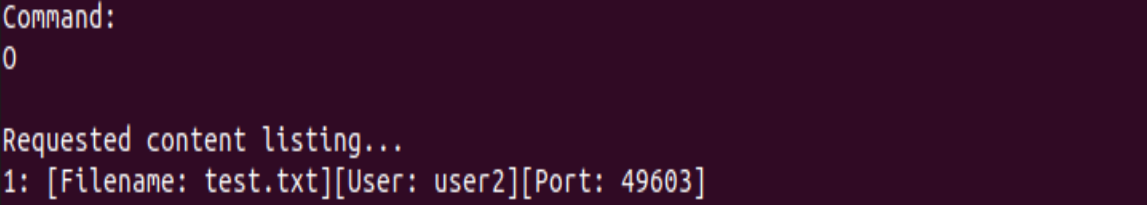 Command:
O
Requested content listing...
1: [Filename: test.txt][User: user2][Port: 49603]